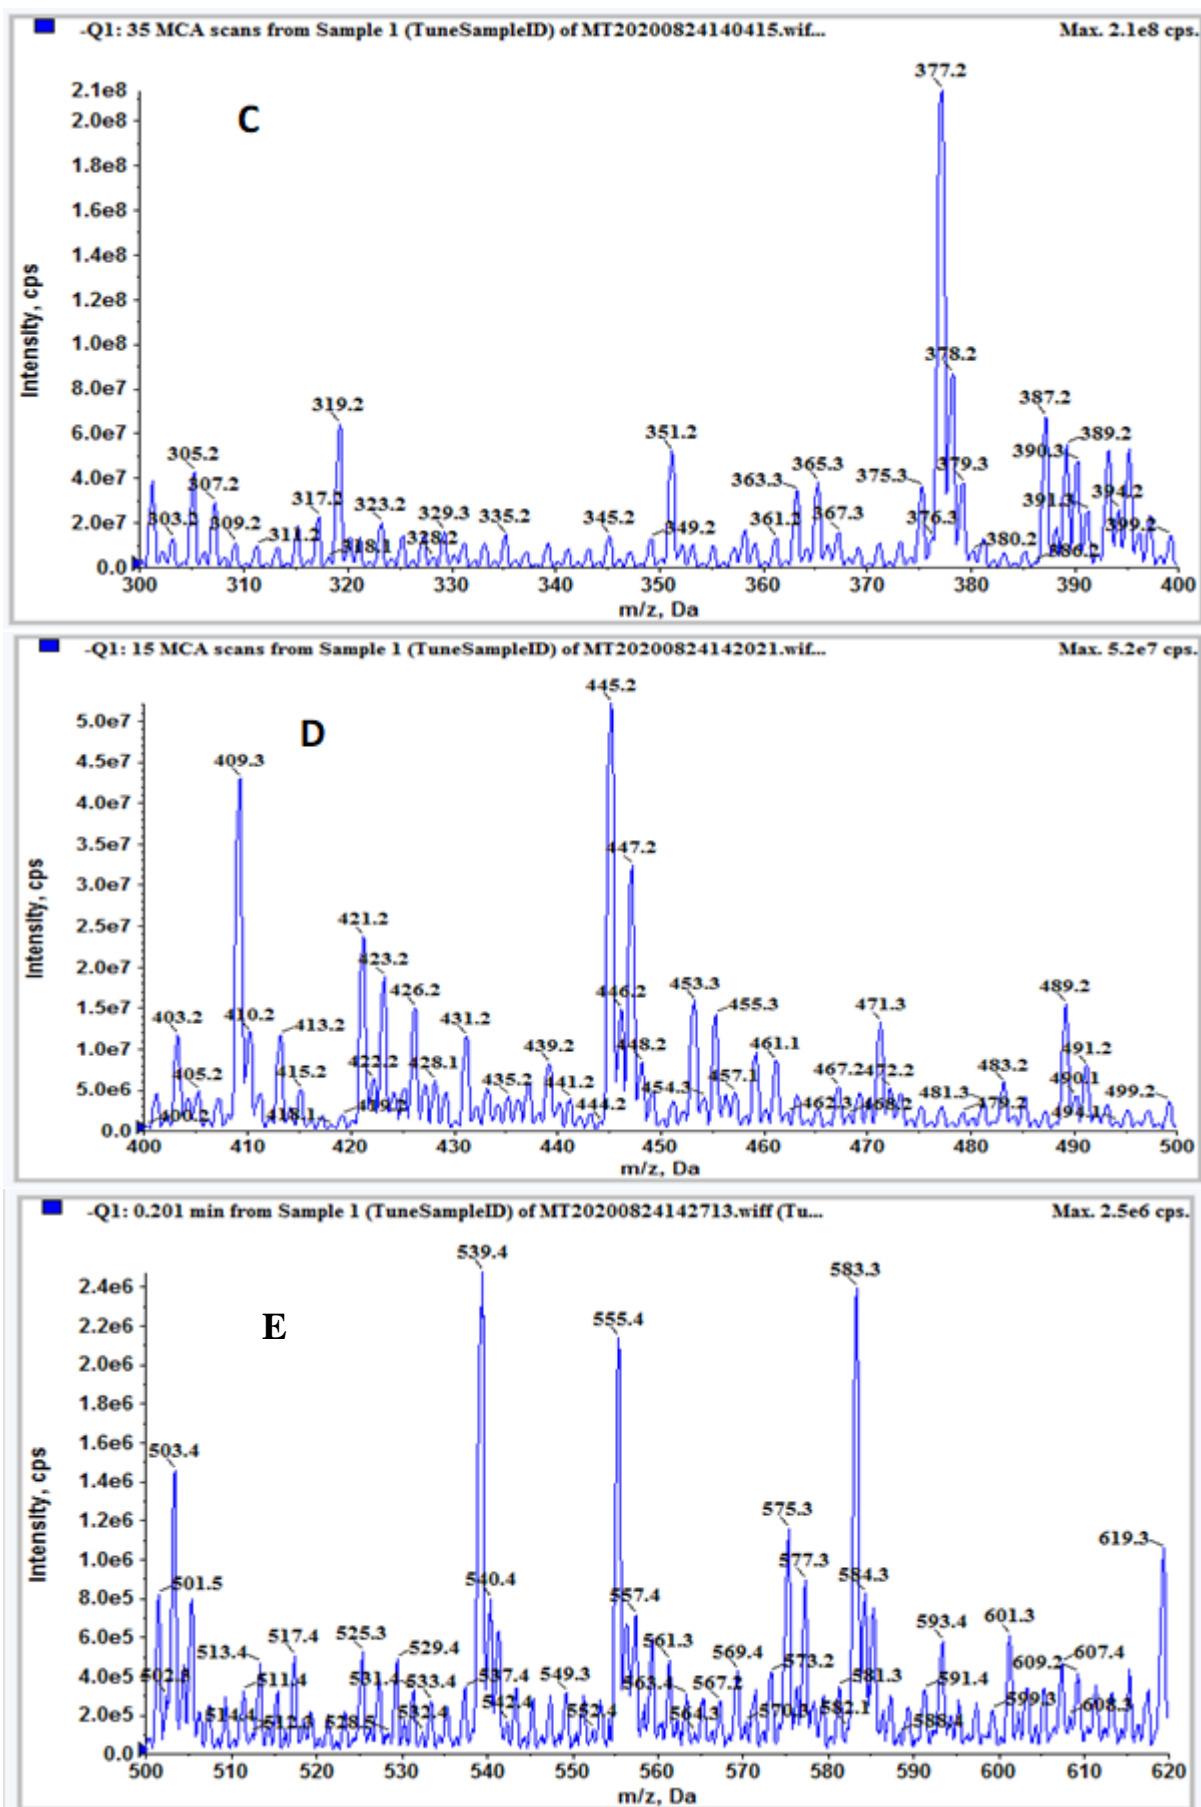 -Q1: 35 MCA scans from Sample 1 (TuneSampleID) of MT20200824140415.wif... Max. 2.1e8 cps.
C
377.2
2.1e8
2.0e8
1.8e8
1.6e8
1.4e8
1.2e8
1.0e8
8.0e7
6.0e7
4.0e7
2.0e7
0.0
Intensity, cps
305.2
303.2
307.2
309.2
311.2
317.2
318.1
319.2
323.2
328.2
329.3
335.2
345.2
349.2
351.2
361.2
363.3
365.3
367.3
375.3
376.3
378.2
379.3
380.2
386.2
387.2
389.2
390.3
391.3
394.2
399.2
300 310 320 330 340 350 360 370 380 390 400
m/z, Da
-Q1: 15 MCA scans from Sample 1 (TuneSampleID) of MT20200824142021.wif... Max. 5.2e7 cps.
D
445.2
5.0e7
4.5e7
4.0e7
3.5e7
3.0e7
2.5e7
2.0e7
1.5e7
1.0e7
5.0e6
0.0
Intensity, cps
403.2
400.2
405.2
409.3
410.2
413.2
415.2
418.1
419.2
421.2
422.2
423.2
426.2
428.1
431.2
435.2
439.2
441.2
444.2
446.2
447.2
448.2
453.3
454.3
455.3
457.1
461.1
462.3
467.2
468.2
471.3
472.2
479.2
481.3
483.2
489.2
490.1
491.2
494.1
499.2
400 410 420 430 440 450 460 470 480 490 500
m/z, Da
-Q1: 0.201 min from Sample 1 (TuneSampleID) of MT20200824142713.wiff (Tu... Max. 2.5e6 cps.
E
539.4
2.4e6
2.2e6
2.0e6
1.8e6
1.6e6
1.4e6
1.2e6
1.0e6
8.0e5
6.0e5
4.0e5
2.0e5
0.0
Intensity, cps
503.4
501.5
511.4
512.3
513.4
514.4
517.4
525.3
528.5
529.4
531.4
532.4
533.4
537.4
540.4
542.4
549.3
552.4
555.4
557.4
561.3
563.4
564.3
567.2
569.4
570.3
573.2
575.3
577.3
581.3
582.1
583.3
584.3
588.4
591.4
593.4
599.3
601.3
607.4
608.3
609.2
619.3
500 510 520 530 540 550 560 570 580 590 600 610 620
m/z, Da